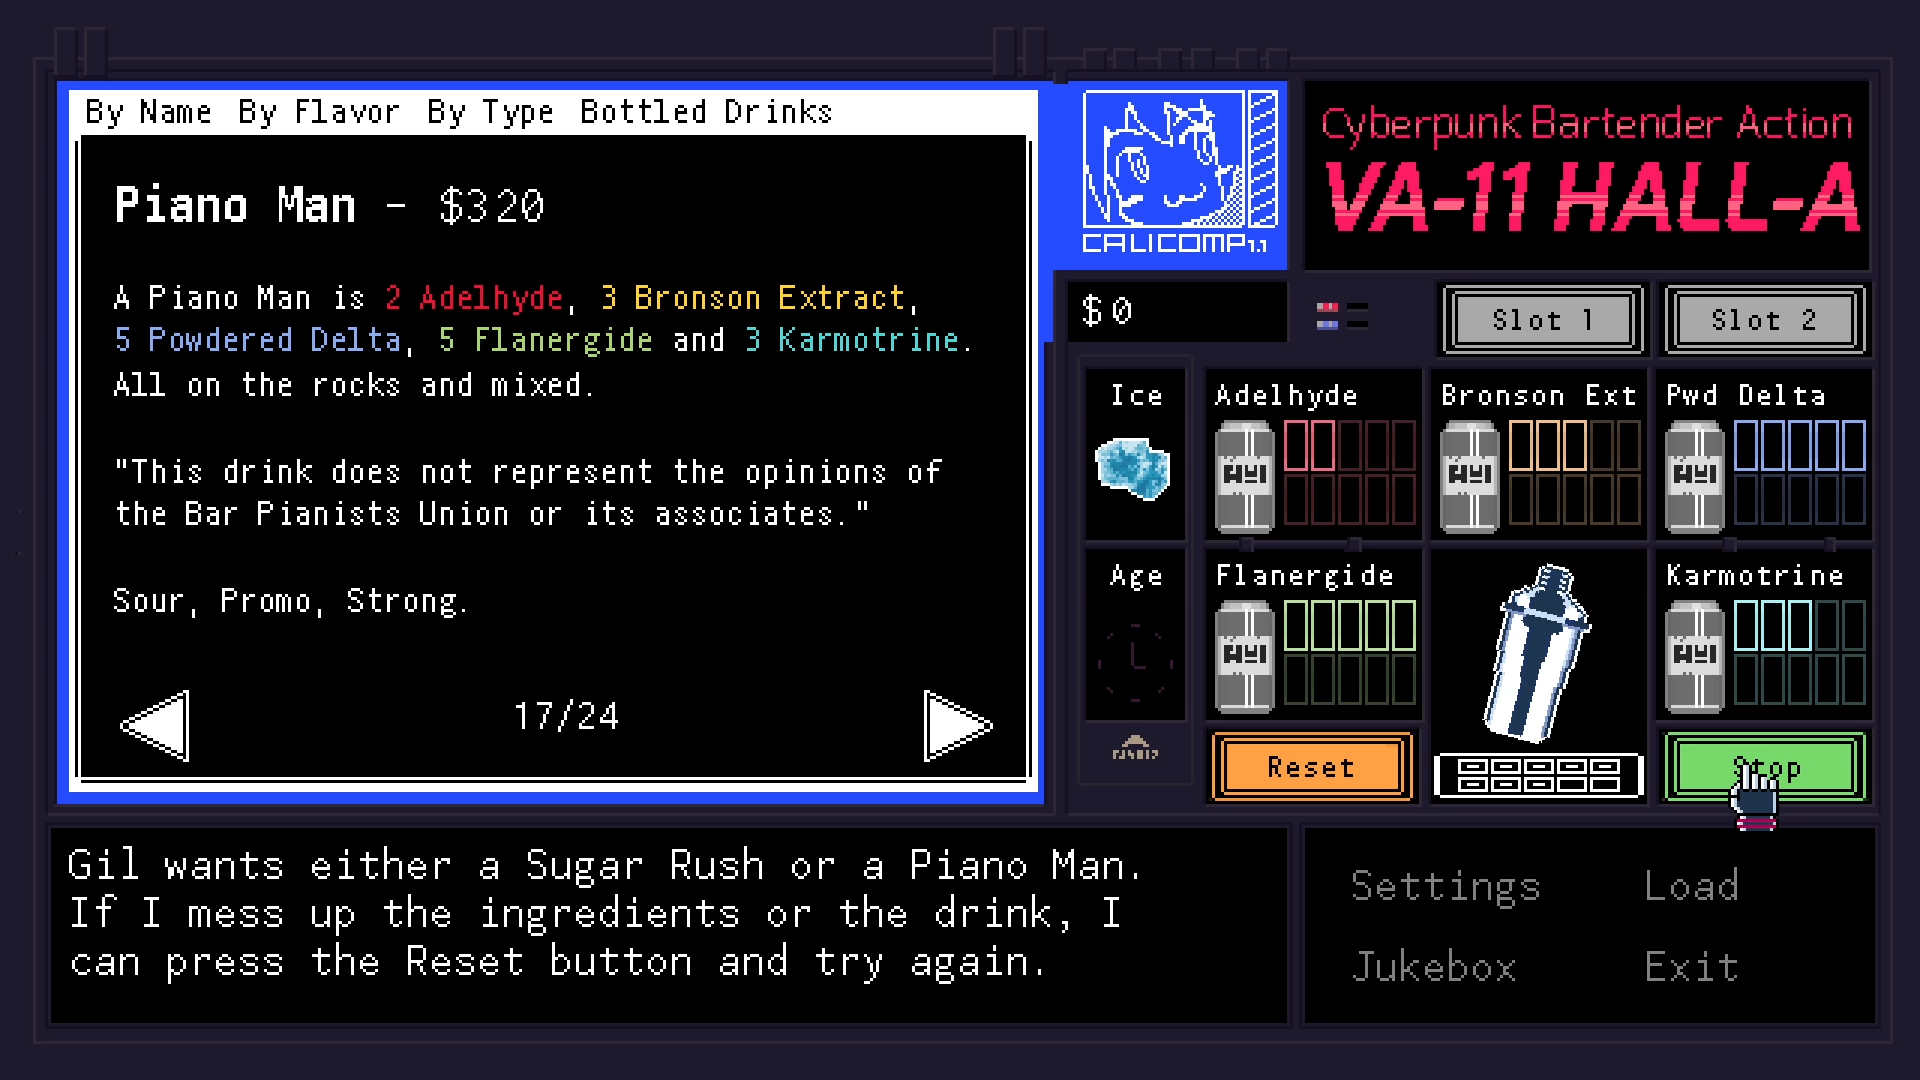 By Name By Flavor By Type Bottled Drinks
Piano Man - $320
A Piano Man is 2 Adelhyde, 3 Bronson Extract,
5 Powdered Delta, 5 Flanergide and 3 Karmotrine.
All on the rocks and mixed.
"This drink does not represent the opinions of
the Bar Pianists Union or its associates."
Sour, Promo, Strong.
17/24
CALICOMP1.1
Cyberpunk Bartender Action
VA-11 HALL-A
$0
Slot 1
Slot 2
Ice
Adelhyde
Bronson Ext
Pwd Delta
Age
Flanergide
Karmotrine
Reset
Stop
Gil wants either a Sugar Rush or a Piano Man.
If I mess up the ingredients or the drink, I
can press the Reset button and try again.
Settings
Load
Jukebox
Exit